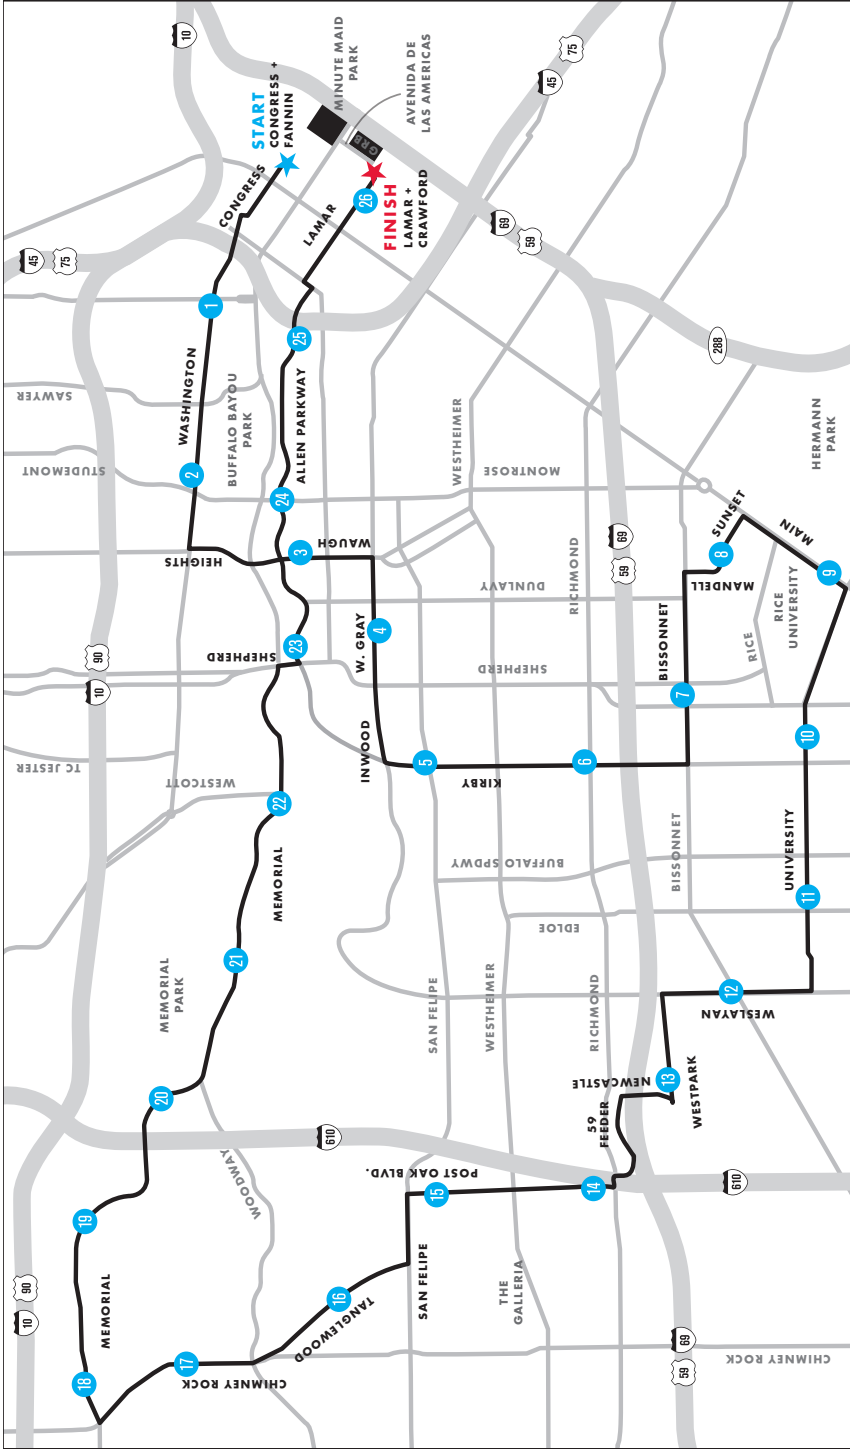 10
MINUTE MAID
PARK
AVENIDA DE
LAS AMERICAS
75
45
START
CONGRESS +
FANNIN
GRB
CONGRESS
LAMAR
26
FINISH
LAMAR +
CRAWFORD
69
59
45
75
1
25
288
WASHINGTON
SAWYER
BUFFALO BAYOU
PARK
ALLEN PARKWAY
WESTHEIMER
HERMANN
PARK
STUDEMONT
2
24
MONTROSE
SUNSET
MAIN
HEIGHTS
3
WAUGH
RICHMOND
69
59
8
MANDELL
9
DUNLAVY
RICE
UNIVERSITY
RICE
90
10
SHEPHERD
23
W. GRAY
4
SHEPHERD
BISSONNET
7
TC JESTER
WESTCOTT
22
INWOOD
5
KIRBY
6
10
MEMORIAL
BUFFALO SPDWY
BISSONNET
UNIVERSITY
11
EDLOE
21
MEMORIAL
PARK
SAN FELIPE
WESTHEIMER
RICHMOND
12
WESLAYAN
20
NEWCASTLE
13
WESTPARK
59
FEEDER
610
WOODWAY
POST OAK BLVD.
15
14
610
19
MEMORIAL
16
TANGLEWOOD
SAN FELIPE
THE
GALLERIA
90
10
17
CHIMNEY ROCK
18
69
59
CHIMNEY ROCK